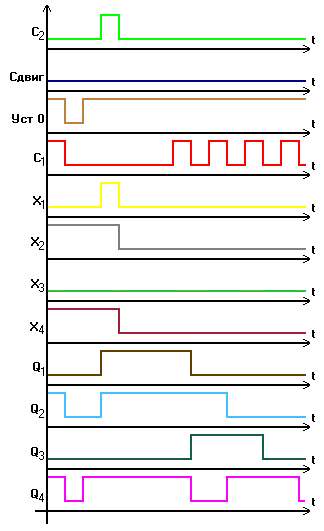 C2 t
Сдвиг t
Уст 0 t
C1 t
X1 t
X2 t
X3 t
X4 t
Q1 t
Q2 t
Q3 t
Q4 t